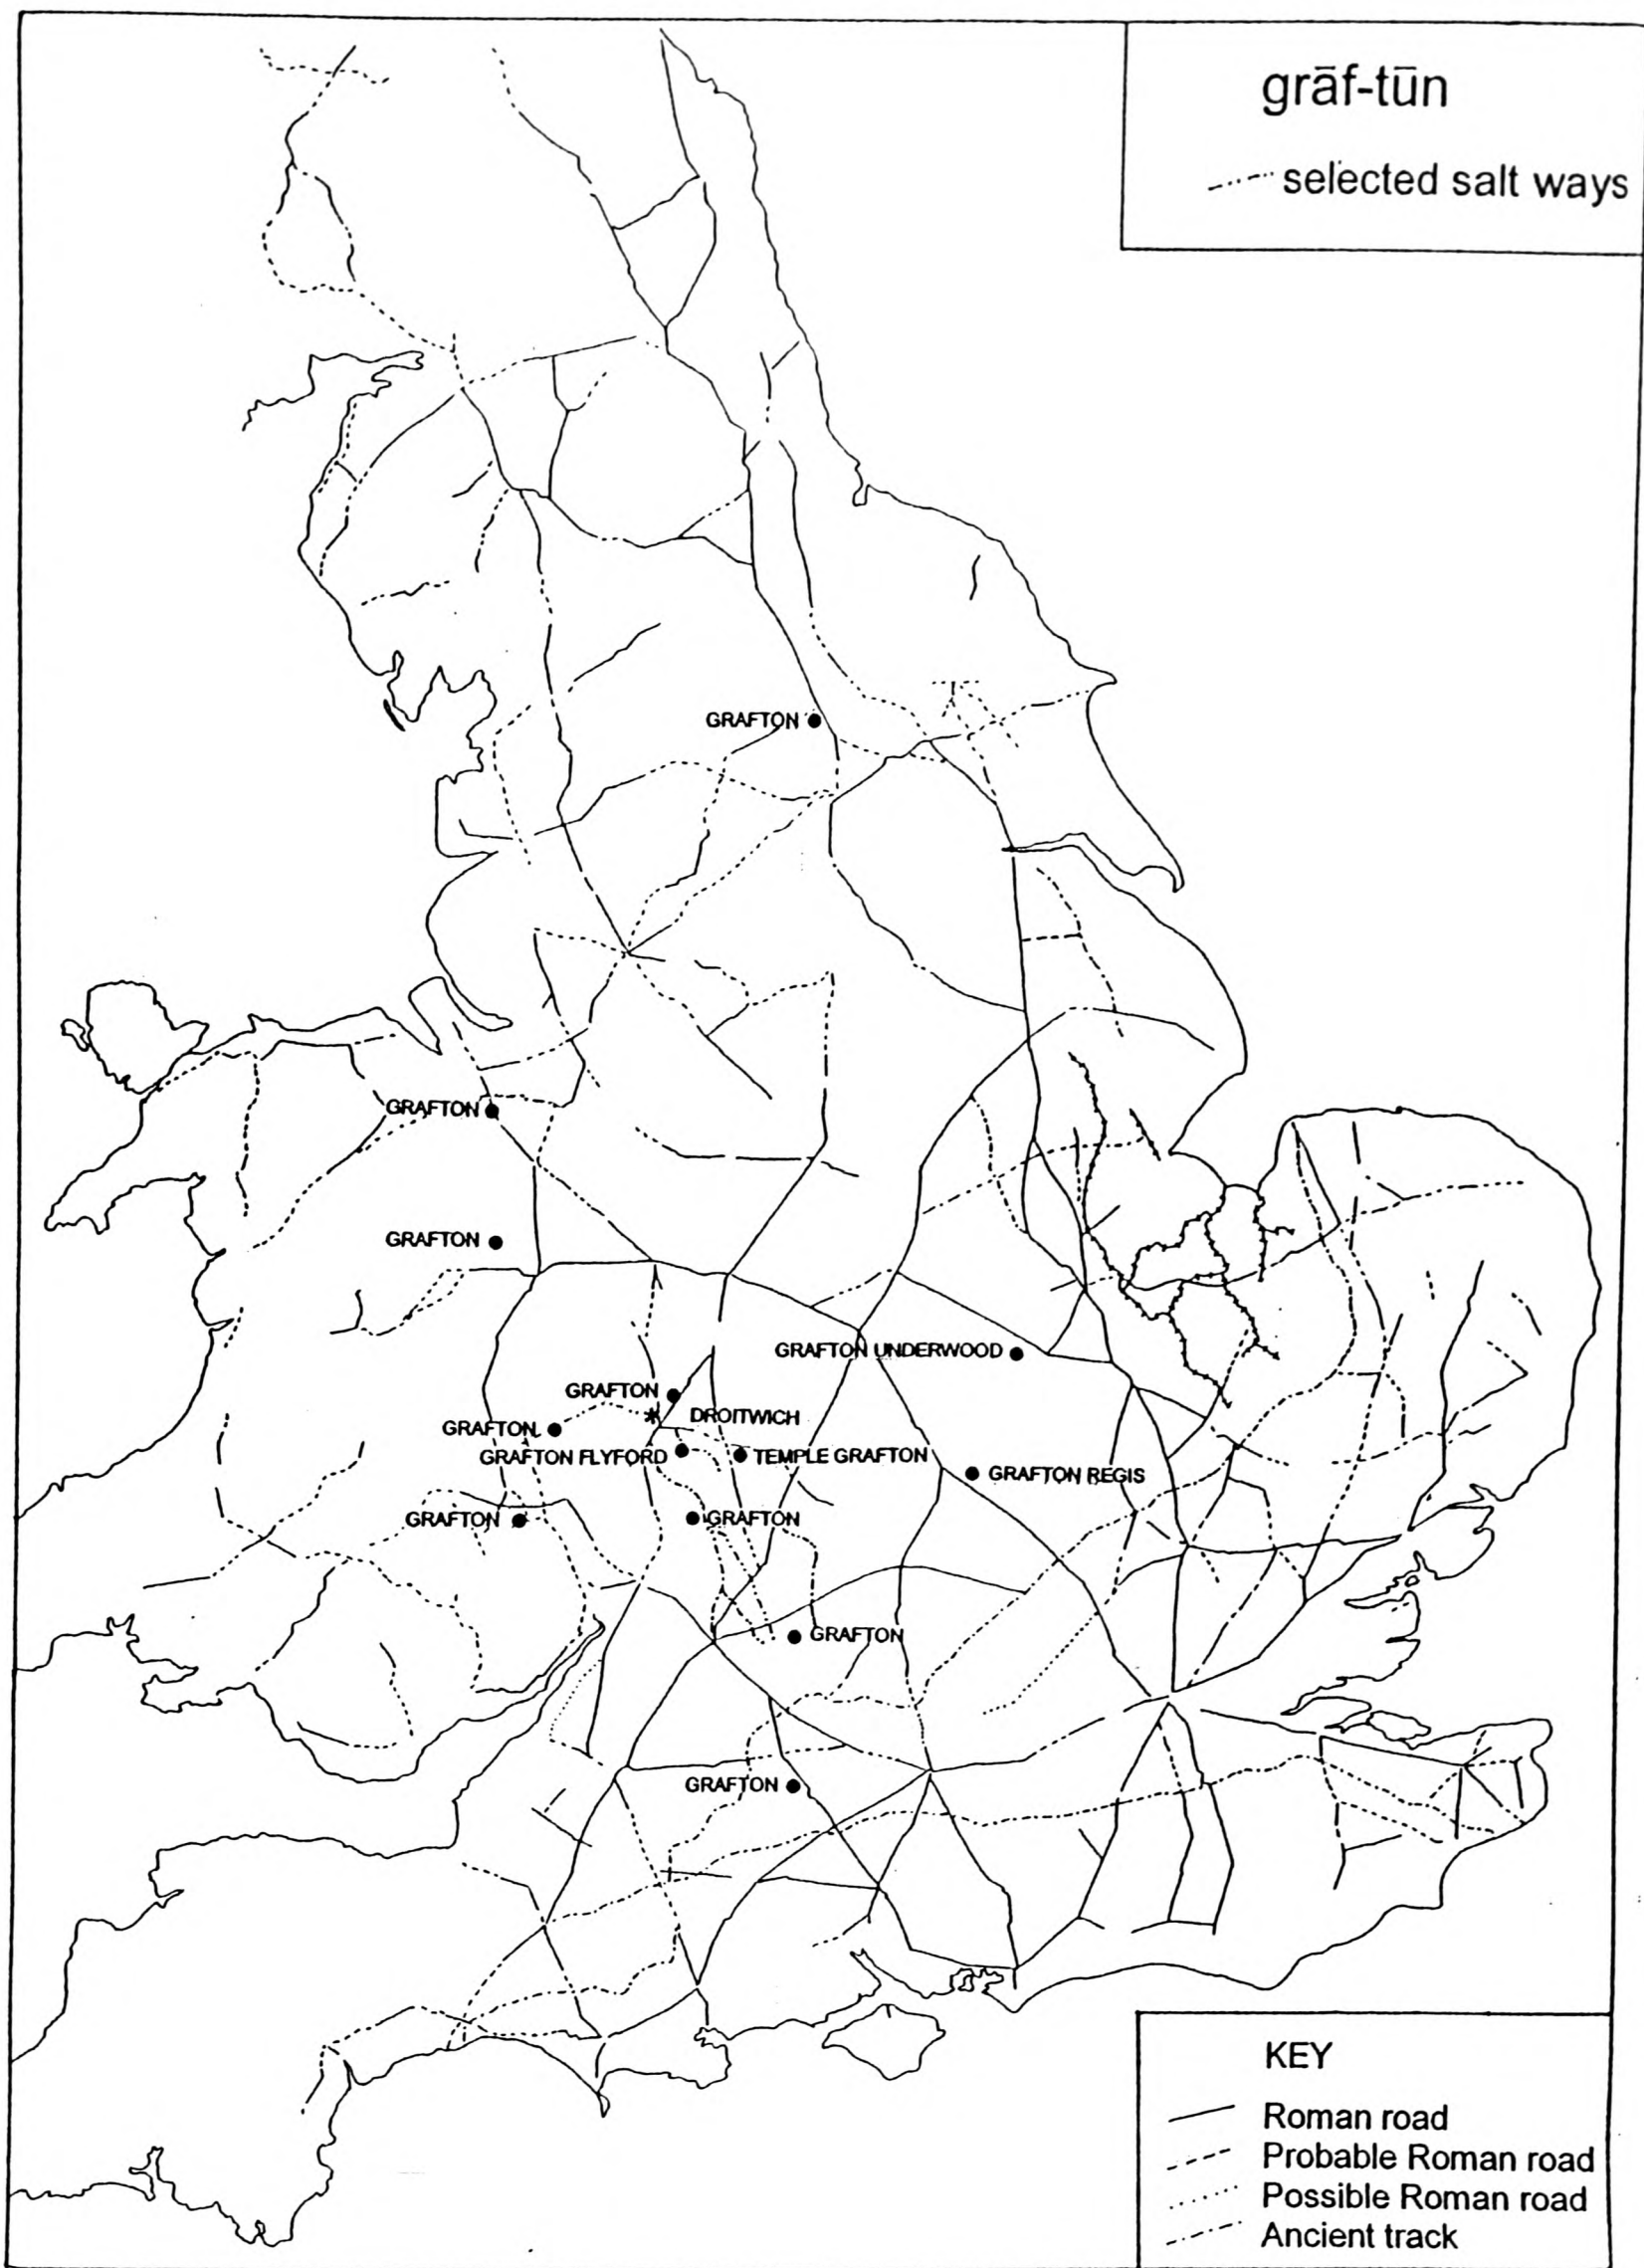 grāf-tūn
selected salt ways
GRAFTON
GRAFTON
GRAFTON
GRAFTON UNDERWOOD
GRAFTON
DROITWICH
GRAFTON
GRAFTON FLYFORD
TEMPLE GRAFTON
GRAFTON REGIS
GRAFTON
GRAFTON
GRAFTON
GRAFTON
KEY
Roman road
Probable Roman road
Possible Roman road
Ancient track